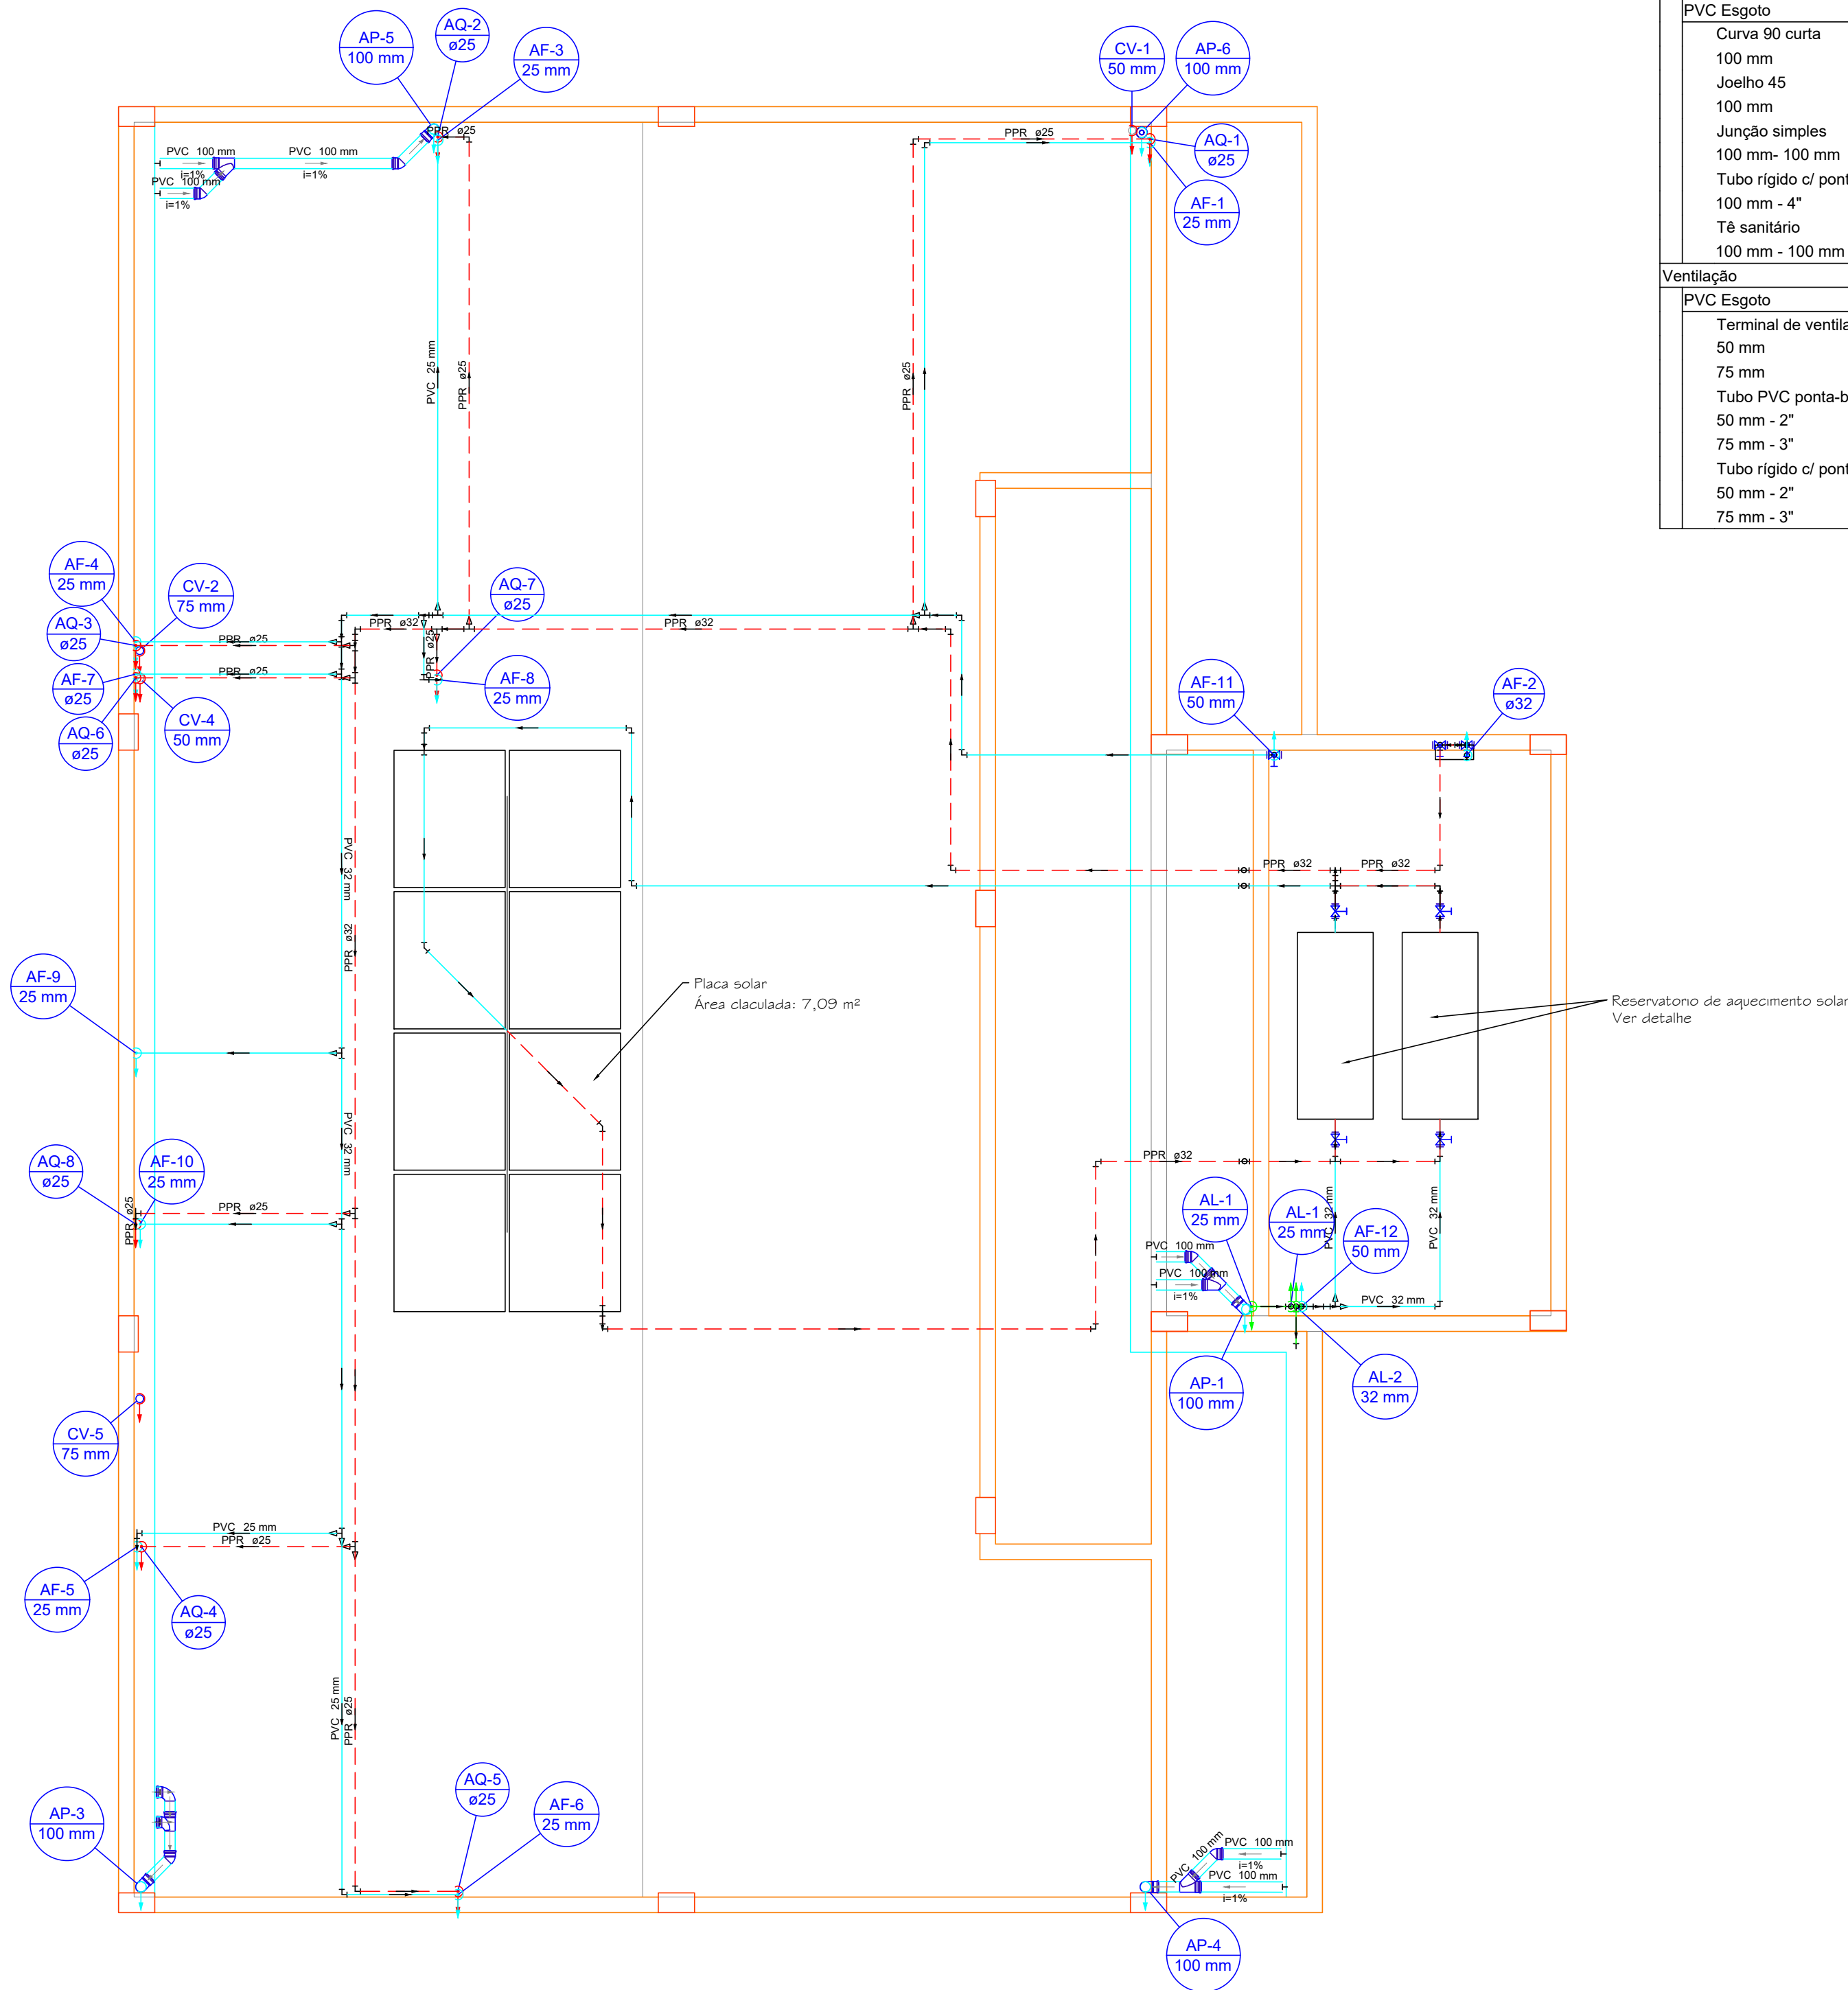 AP-5
100 mm
AQ-2
ø25
AF-3
25 mm
CV-1
50 mm
AP-6
100 mm
AQ-1
ø25
AF-1
25 mm
PPR ø25
PPR ø25
PVC 100 mm
i=1%
PVC 100 mm
i=1%
PVC 100 mm
i=1%
PVC 25 mm
PPR ø25
PPR ø25
PVC Esgoto
Curva 90 curta
100 mm
Joelho 45
100 mm
Junção simples
100 mm- 100 mm
Tubo rígido c/
100 mm - 4"
Tê sanitário
100 mm - 100 mm
Ventilação
PVC Esgoto
Terminal de
50 mm
75 mm
Tubo PVC
50 mm - 2"
75 mm - 3"
Tubo rígido c/
50 mm - 2"
75 mm - 3"
AF-4
25 mm
CV-2
75 mm
AQ-3
ø25
AF-7
ø25
AQ-6
ø25
CV-4
50 mm
PPR ø25
PPR ø25
PPR ø32
PPR ø25
PPR ø32
AQ-7
ø25
AF-8
25 mm
AF-11
50 mm
AF-2
ø32
PPR ø32
PPR ø32
PVC 32 mm
PPR ø32
AF-9
25 mm
Placa solar
Área claculada: 7,09 m²
Reservatorio de aquecimento solar
Ver detalhe
PVC 32 mm
AQ-8
ø25
AF-10
25 mm
PPR ø25
PPR ø25
PPR ø32
AL-1
25 mm
AL-1
25 mm
AF-12
50 mm
PVC 32 mm
PVC 32 mm
PVC 100 mm
PVC 100 mm
i=1%
PVC 32 mm
AP-1
100 mm
AL-2
32 mm
CV-5
75 mm
PVC 25 mm
PPR ø25
AF-5
25 mm
AQ-4
ø25
PVC 25 mm
PPR ø25
AQ-5
ø25
AF-6
25 mm
AP-3
100 mm
PVC 100 mm
PVC 100 mm
i=1%
PVC 100 mm
i=1%
AP-4
100 mm